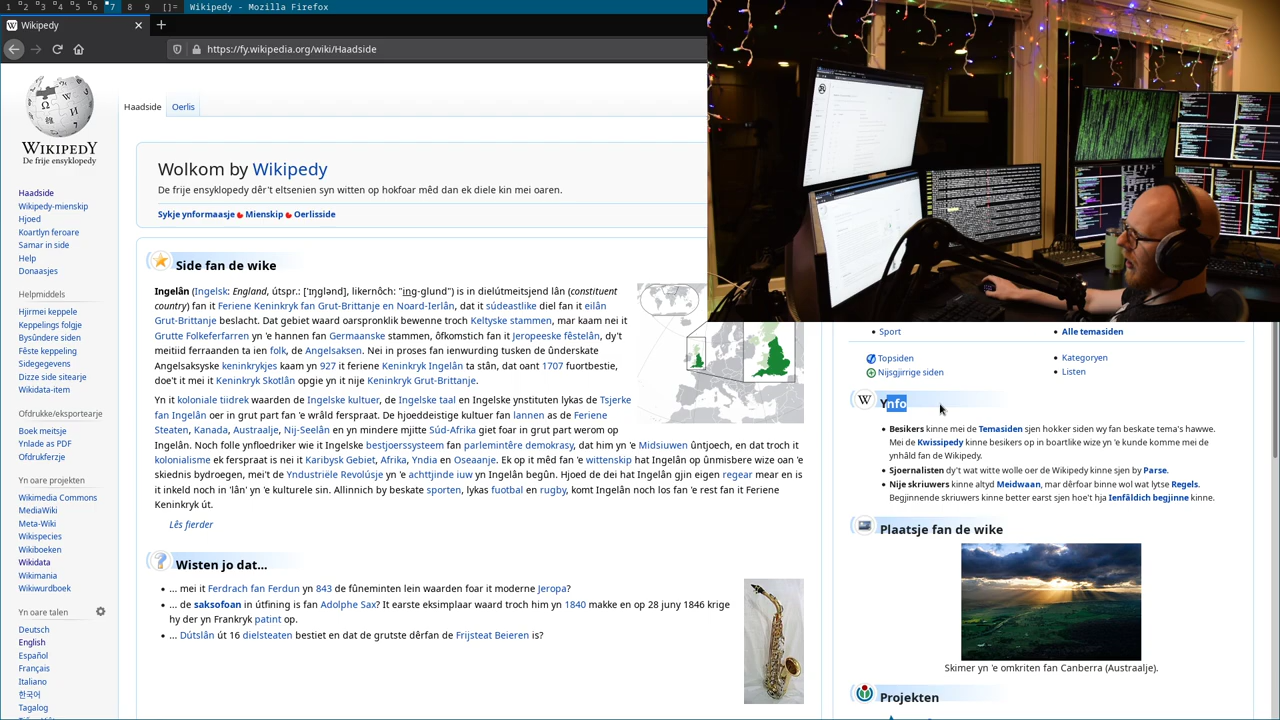 1 2 3 4 5 6 7 8 9 []= Wikipedy - Mozilla Firefox
Wikipedy
https://fy.wikipedia.org/wiki/Haadside
WIKIPEDY
De frije ensyklopedy
Haadside
Wikipedy-mienskip
Hjoed
Koartlyn feroare
Samar in side
Help
Donaasjes
Helpmiddels
Hjirmei keppele
Keppelings folgje
Bysûndere siden
Fêste keppeling
Sidegegevens
Dizze side sitearje
Wikidata-item
Ofdrukke/eksportearje
Boek meitsje
Ynlade as PDF
Ofdrukferzje
Yn oare projekten
Wikimedia Commons
MediaWiki
Meta-Wiki
Wikispecies
Wikiboeken
Wikidata
Wikimania
Wikiwurdboek
Yn oare talen
Deutsch
English
Español
Français
Italiano
한국어
Tagalog
Haadside Oerlis
Wolkom by Wikipedy
De frije ensyklopedy dêr't eltsenien syn witten op hokfoar mêd dan ek diele kin mei oaren.
Sykje ynformaasje Mienskip Oerlisside
Side fan de wike
Ingelân (Ingelsk: England, útspr.: ['ɪŋglənd], likernôch: "ing-glund") is in dielútmeitsjend lân (constituent
country) fan it Feriene Keninkryk fan Grut-Brittanje en Noard-Ierlân, dat it súdeastlike diel fan it eilân
Grut-Brittanje beslacht. Dat gebiet waard oarspronklik bewenne troch Keltyske stammen, mar kaam nei it
Grutte Folkeferfarren yn 'e hannen fan Germaanske stammen, ôfkomstich fan it Jeropeeske fêstelân, dy't
meitiid ferraanden ta ien folk, de Angelsaksen. Nei in proses fan ienwurding tusken de ûnderskate
Angelsaksyske keninkrykjes kaam yn 927 it feriene Keninkryk Ingelân ta stân, dat oant 1707 fuortbestie,
doe't it mei it Keninkryk Skotlân opgie yn it nije Keninkryk Grut-Brittanje.
Yn it koloniale tiidrek waarden de Ingelske kultuer, de Ingelske taal en Ingelske ynstituten lykas de Tsjerke
fan Ingelân oer in grut part fan 'e wrâld ferspraat. De hjoeddeistige kultuer fan lannen as de Feriene
Steaten, Kanada, Austraalje, Nij-Seelân en yn mindere mjitte Súd-Afrika giet foar in grut part werom op
Ingelân. Noch folle ynfloedriker wie it Ingelske bestjoerssysteem fan parlemintêre demokrasy, dat him yn 'e Midsiuwen ûntjoech, en dat troch it
kolonialisme ek ferspraat is nei it Karibysk Gebiet, Afrika, Yndia en Oseaanje. Ek op it mêd fan 'e wittenskip hat Ingelân op ûnmisbere wize oan 'e
skiednis bydroegen, mei't de Yndustriële Revolúsje yn 'e achttjinde iuw yn Ingelân begûn. Hjoed de dei hat Ingelân gjin eigen regear mear en is
it inkeld noch in 'lân' yn 'e kulturele sin. Allinnich by beskate sporten, lykas fuotbal en rugby, komt Ingelân noch los fan 'e rest fan it Feriene
Keninkryk út.
Lês fierder
Wisten jo dat...
... mei it Ferdrach fan Ferdun yn 843 de fûneminten lein waarden foar it moderne Jeropa?
... de saksofoan in útfining is fan Adolphe Sax? It earste eksimplaar waard troch him yn 1840 makke en op 28 juny 1846 krige
hy der yn Frankryk patint op.
... Dútslân út 16 dielsteaten bestiet en dat de grutste dêrfan de Frijsteat Beieren is?
Sport Alle temasiden
Topsiden Kategoryen
Nijsgjirrige siden Listen
Ynfo
Besikers kinne mei de Temasiden sjen hokker siden wy fan beskate tema's hawwe.
Mei de Kwissipedy kinne besikers op in boartlike wize yn 'e kunde komme mei de
ynhâld fan de Wikipedy.
Sjoernalisten dy't wat witte wolle oer de Wikipedy kinne sjen by Parse.
Nije skriuwers kinne altyd Meidwaan, mar dêrfoar binne wol wat lytse Regels.
Begjinnende skriuwers kinne better earst sjen hoe't hja Ienfâldich begjinne kinne.
Plaatsje fan de wike
Skimer yn 'e omkriten fan Canberra (Austraalje).
Projekten